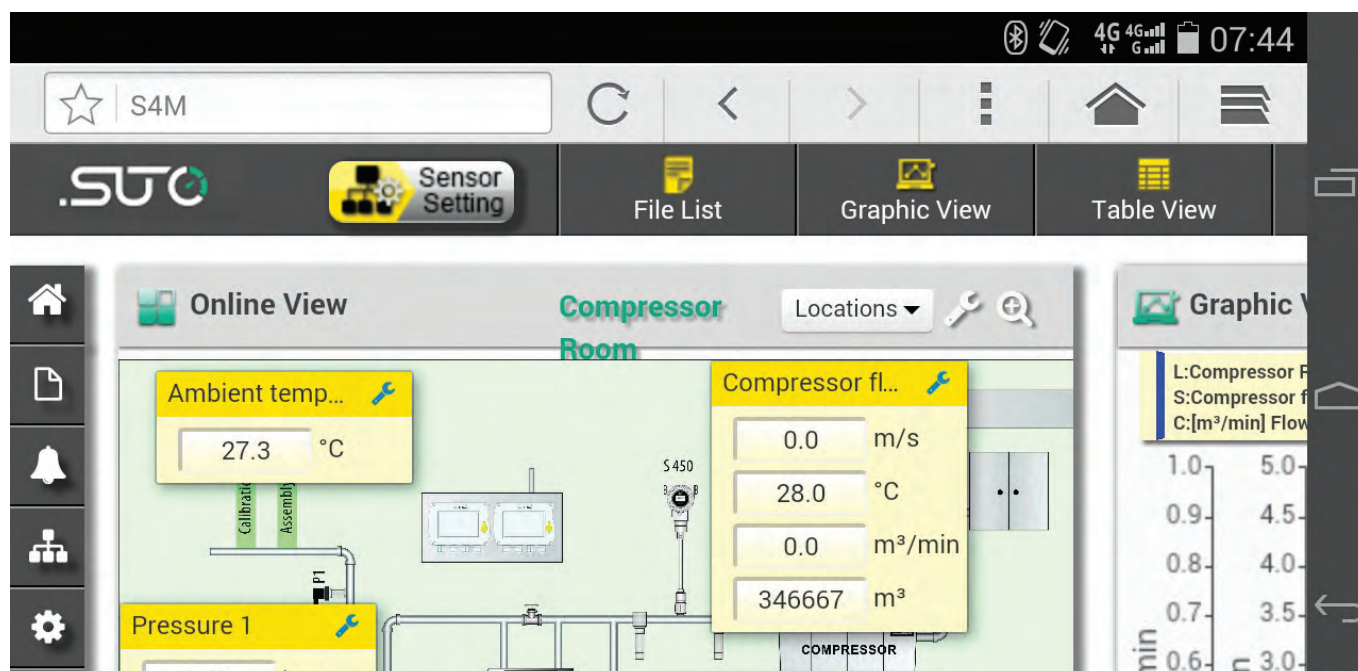 4G 4G G 07:44
S4M
.SUTO
Sensor
Setting
File List
Graphic View
Table View
Online View
Compressor
Room
Locations
Graphic
L:Compressor
S:Compressor
C:[m³/min] Flow
Ambient temp...
27.3 °C
Compressor fl...
0.0 m/s
28.0 °C
0.0 m³/min
346667 m³
S 450
Assembly
P1
Pressure 1
COMPRESSOR
1.0 5.0
0.9 4.5
0.8 4.0
0.7 3.5
0.6 3.0